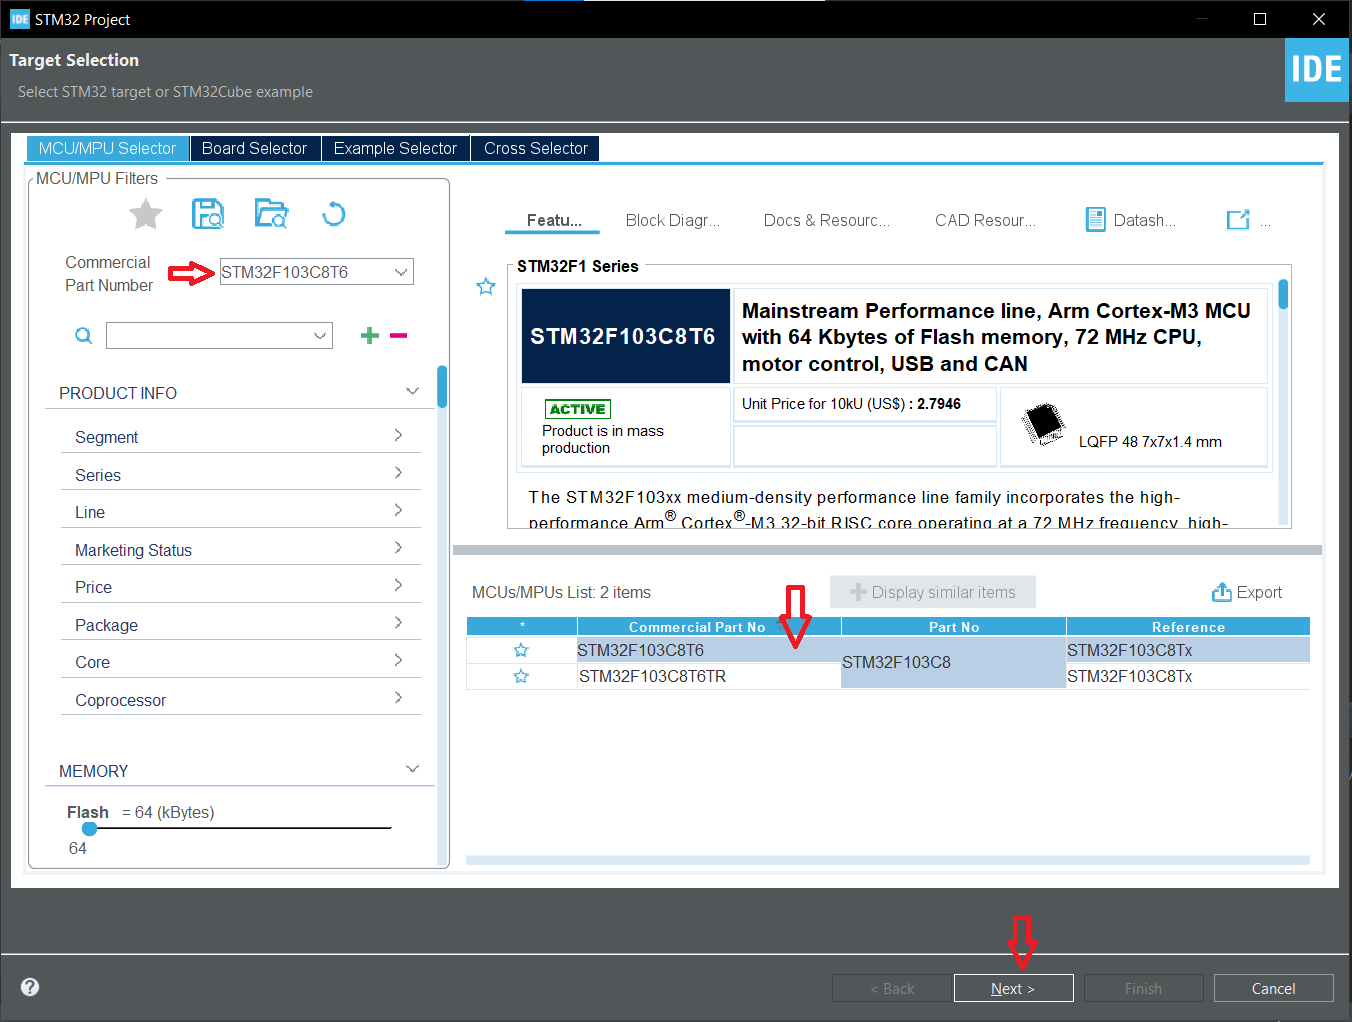 IDE STM32 Project
Target Selection
Select STM32 target or STM32Cube example
IDE
MCU/MPU Selector Board Selector Example Selector Cross Selector
MCU/MPU Filters
Commercial
Part Number
STM32F103C8T6
PRODUCT INFO
Segment
Series
Line
Marketing Status
Price
Package
Core
Coprocessor
MEMORY
Flash = 64 (kBytes)
64
Featu... Block Diagr... Docs & Resourc... CAD Resour... Datash... ...
STM32F1 Series
STM32F103C8T6
Mainstream Performance line, Arm Cortex-M3 MCU
with 64 Kbytes of Flash memory, 72 MHz CPU,
motor control, USB and CAN
ACTIVE
Product is in mass
production
Unit Price for 10kU (US$) : 2.7946
LQFP 48 7x7x1.4 mm
The STM32F103xx medium-density performance line family incorporates the high-
performance Arm® Cortex®-M3 32-bit RISC core operating at a 72 MHz frequency, high-
MCUs/MPUs List: 2 items
Display similar items
Export
* Commercial Part No Part No Reference
STM32F103C8T6 STM32F103C8 STM32F103C8Tx
STM32F103C8T6TR STM32F103C8Tx
?
< Back Next > Finish Cancel